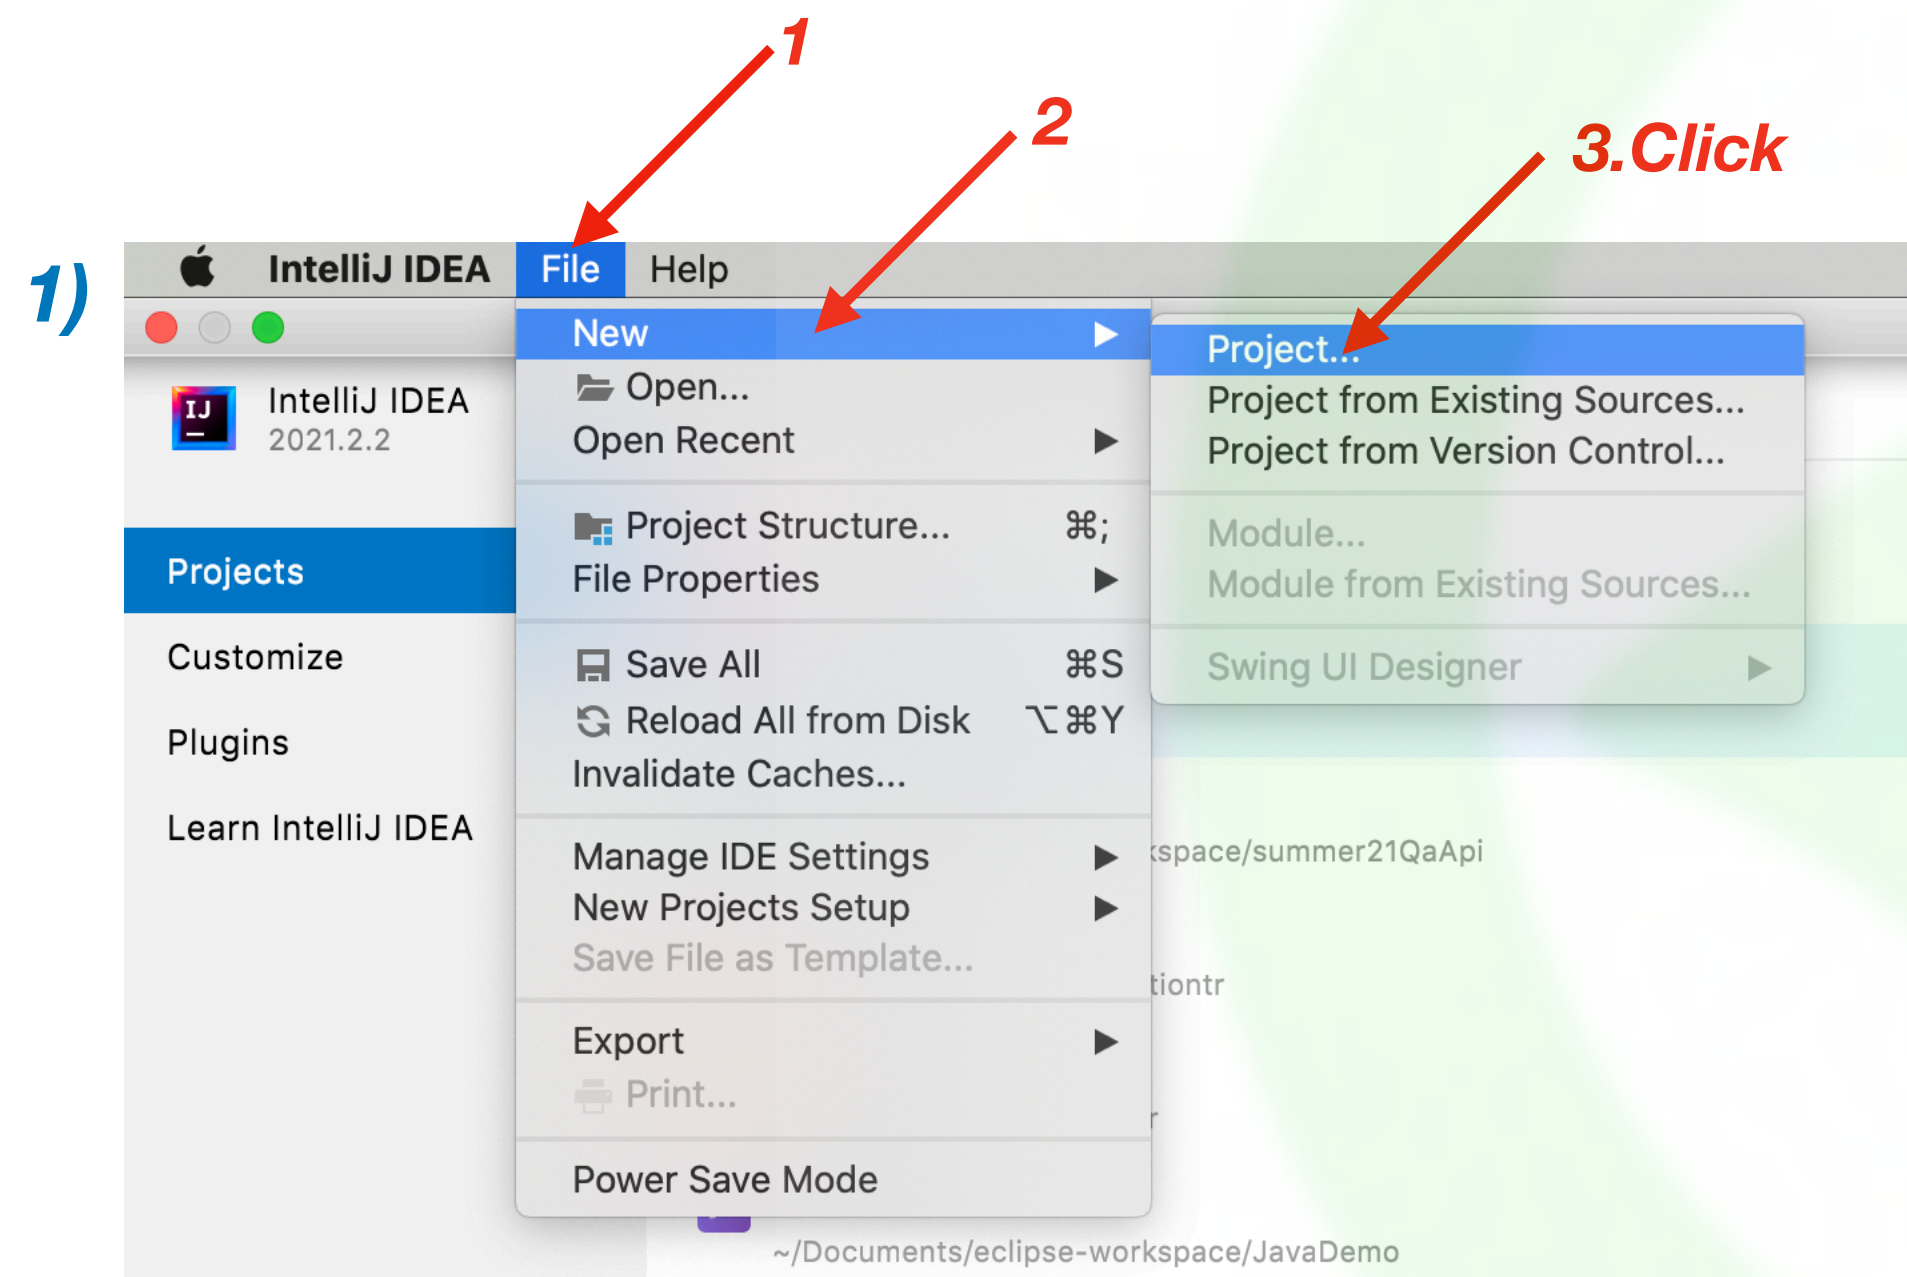 1
2
3.Click
1)
IntelliJ IDEA File Help
IJ
IntelliJ IDEA
2021.2.2
Projects
Customize
Plugins
Learn IntelliJ IDEA
New
Open...
Open Recent
Project Structure... ⌘;
File Properties
Save All ⌘S
Reload All from Disk ⌥⌘Y
Invalidate Caches...
Manage IDE Settings
New Projects Setup
Save File as Template...
Export
Print...
Power Save Mode
Project...
Project from Existing Sources...
Project from Version Control...
Module...
Module from Existing Sources...
Swing UI Designer
space/summer21QaApi
tiontr
~/Documents/eclipse-workspace/JavaDemo